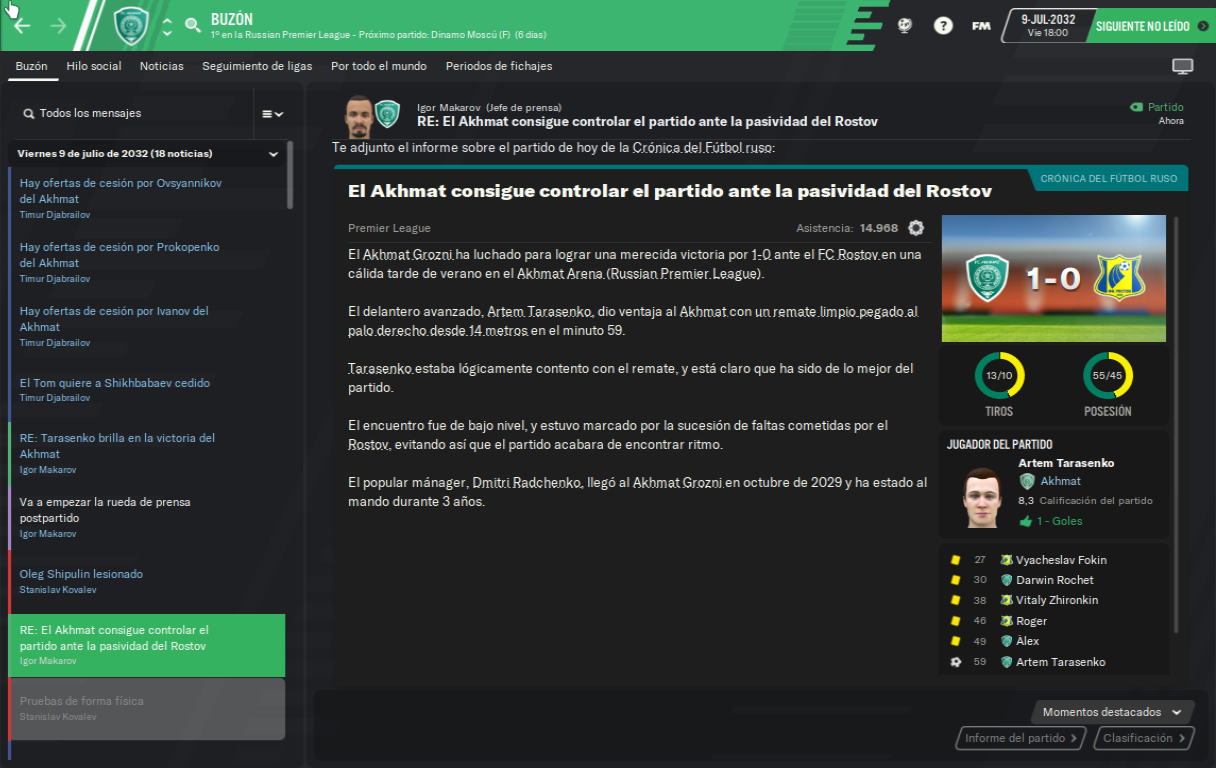 BUZÓN
1º en la Russian Premier League - Próximo partido: Dinamo Moscú (F) (6 días)
FM
9-JUL-2032
Vie 18:00
SIGUIENTE NO LEÍDO
Buzón
Hilo social
Noticias
Seguimiento de ligas
Por todo el mundo
Periodos de fichajes
Todos los mensajes
Viernes 9 de julio de 2032 (18 noticias)
Hay ofertas de cesión por Ovsyannikov
del Akhmat
Timur Djabrailov
Hay ofertas de cesión por Prokopenko
del Akhmat
Timur Djabrailov
Hay ofertas de cesión por Ivanov del
Akhmat
Timur Djabrailov
El Tom quiere a Shikhbabaev cedido
Timur Djabrailov
RE: Tarasenko brilla en la victoria del
Akhmat
Igor Makarov
Va a empezar la rueda de prensa
postpartido
Igor Makarov
Oleg Shipulin lesionado
Stanislav Kovalev
RE: El Akhmat consigue controlar el
partido ante la pasividad del Rostov
Igor Makarov
Pruebas de forma física
Stanislav Kovalev
Igor Makarov (Jefe de prensa)
RE: El Akhmat consigue controlar el partido ante la pasividad del Rostov
Partido
Ahora
Te adjunto el informe sobre el partido de hoy de la Crónica del Fútbol ruso:
El Akhmat consigue controlar el partido ante la pasividad del Rostov
CRÓNICA DEL FÚTBOL RUSO
Premier League
Asistencia: 14.968
El Akhmat Grozni ha luchado para lograr una merecida victoria por 1-0 ante el FC Rostov en una
cálida tarde de verano en el Akhmat Arena (Russian Premier League).
El delantero avanzado, Artem Tarasenko, dio ventaja al Akhmat con un remate limpio pegado al
palo derecho desde 14 metros en el minuto 59.
Tarasenko estaba lógicamente contento con el remate, y está claro que ha sido de lo mejor del
partido.
El encuentro fue de bajo nivel, y estuvo marcado por la sucesión de faltas cometidas por el
Rostov, evitando así que el partido acabara de encontrar ritmo.
El popular mánager, Dmitri Radchenko, llegó al Akhmat Grozni en octubre de 2029 y ha estado al
mando durante 3 años.
1-0
13/10
TIROS
55/45
POSESIÓN
JUGADOR DEL PARTIDO
Artem Tarasenko
Akhmat
8,3 Calificación del partido
1 - Goles
27 Vyacheslav Fokin
30 Darwin Rochet
38 Vitaly Zhironkin
46 Roger
49 Àlex
59 Artem Tarasenko
Momentos destacados
Informe del partido
Clasificación